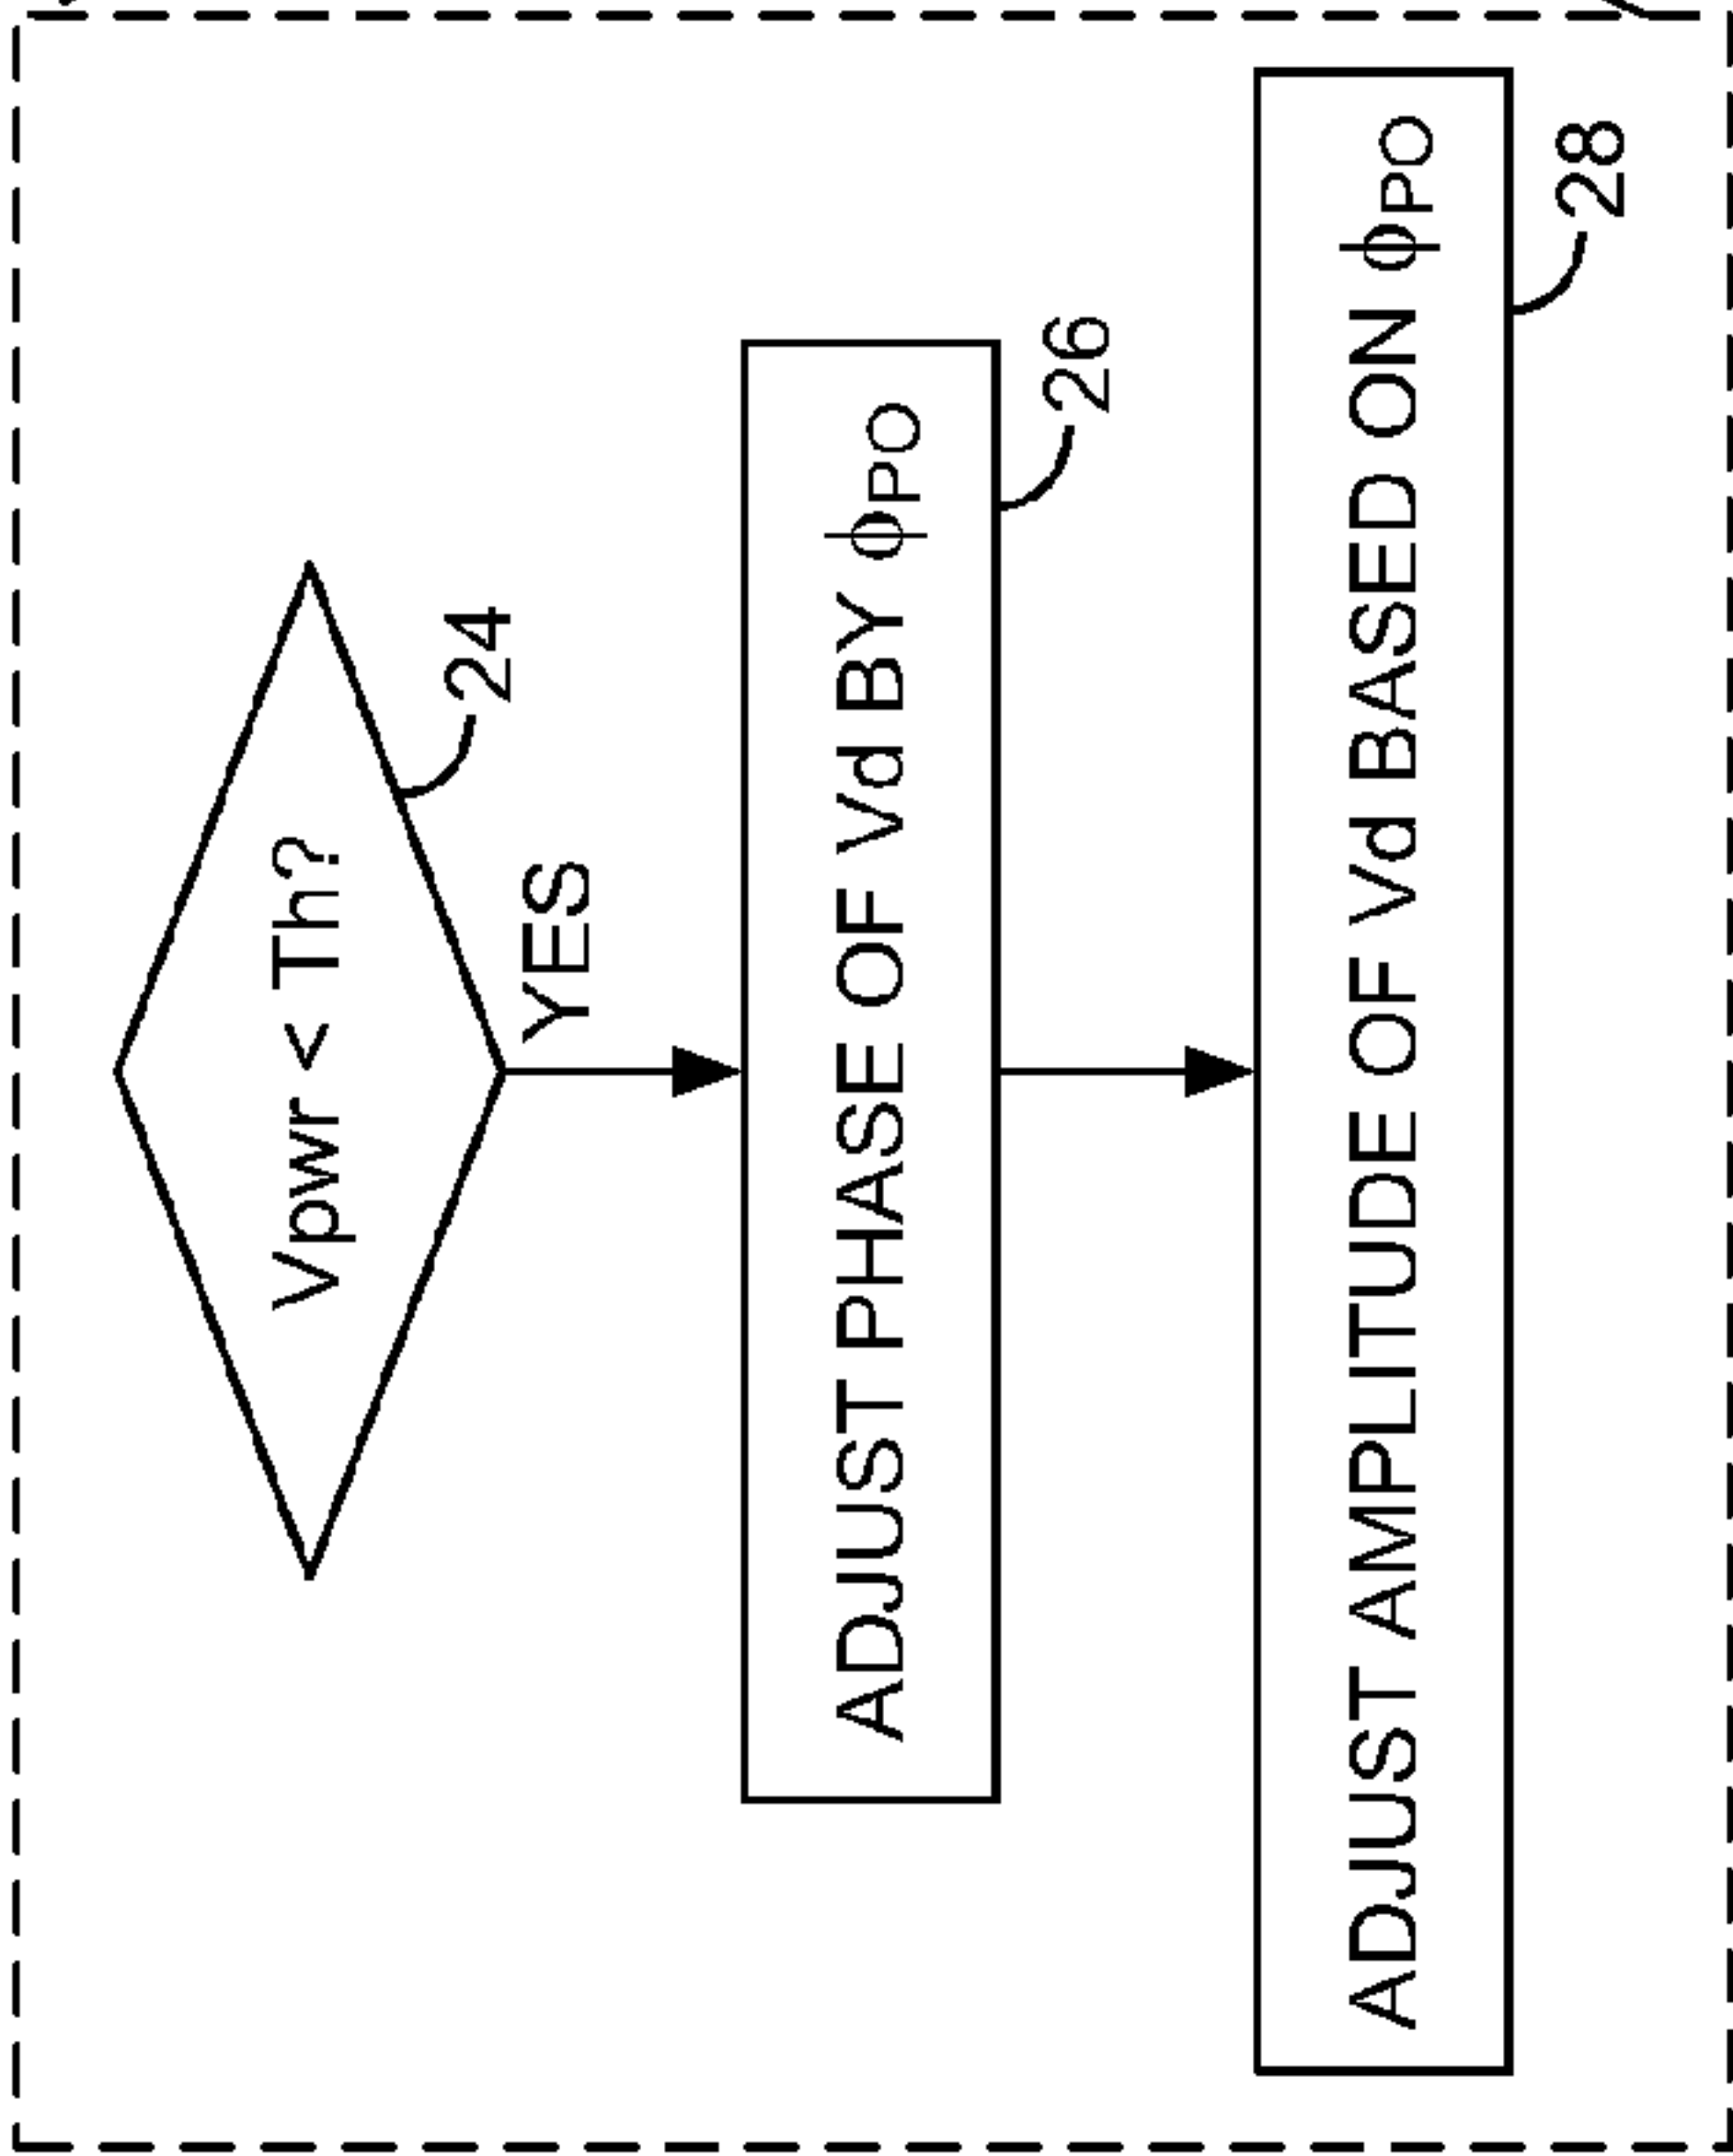 Vpwr < Th?
24
YES
ADJUST PHASE OF Vd BY ϕPO
26
ADJUST AMPLITUDE OF Vd BASED ON ϕPO
28